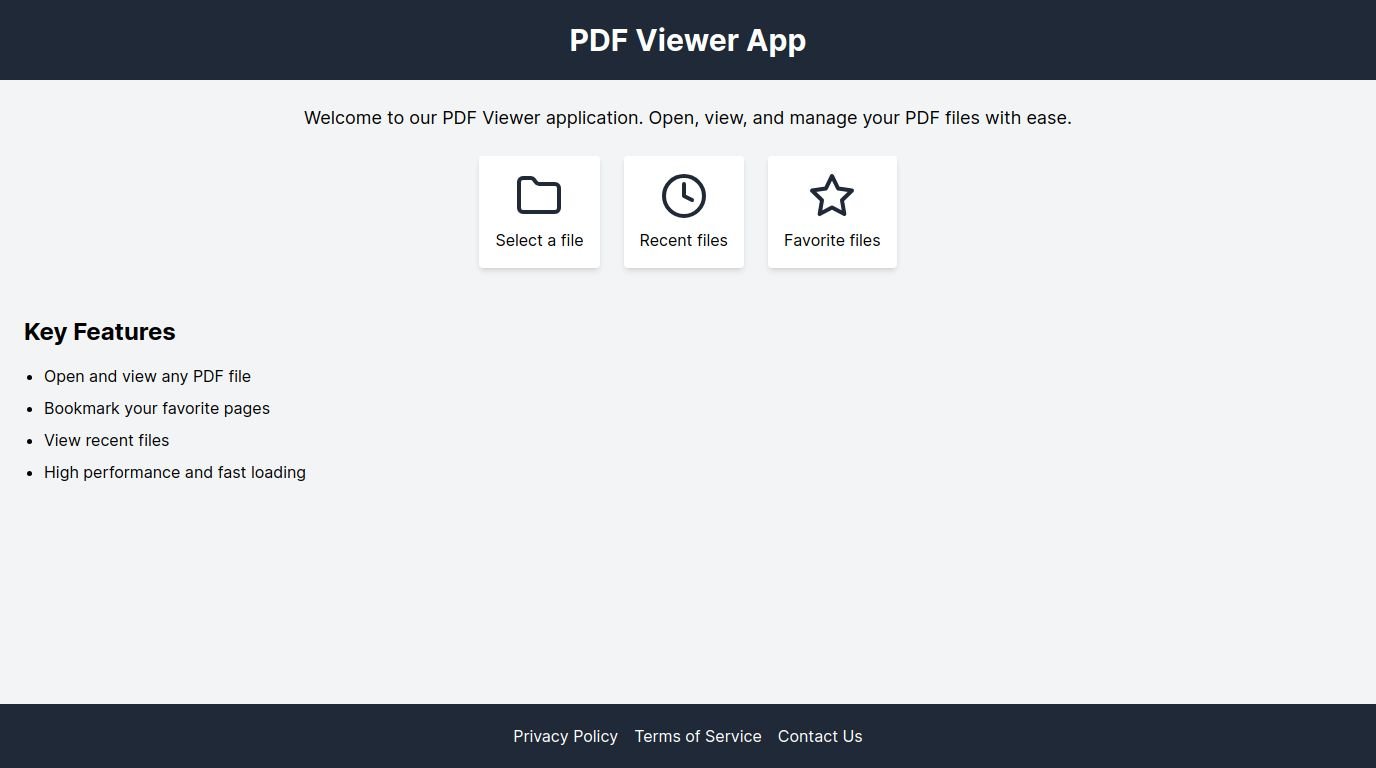 PDF Viewer App
Welcome to our PDF Viewer application. Open, view, and manage your PDF files with ease.
Select a file
Recent files
Favorite files
Key Features
Open and view any PDF file
Bookmark your favorite pages
View recent files
High performance and fast loading
Privacy Policy Terms of Service Contact Us